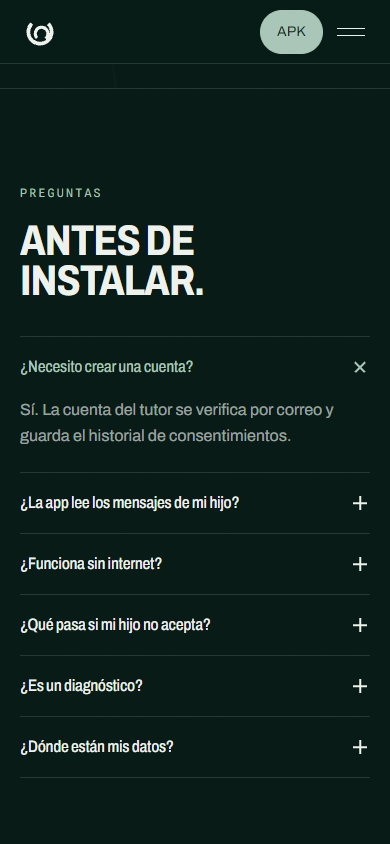 APK
PREGUNTAS
ANTES DE
INSTALAR.
¿Necesito crear una cuenta?
Sí. La cuenta del tutor se verifica por correo y
guarda el historial de consentimientos.
¿La app lee los mensajes de mi hijo?
¿Funciona sin internet?
¿Qué pasa si mi hijo no acepta?
¿Es un diagnóstico?
¿Dónde están mis datos?